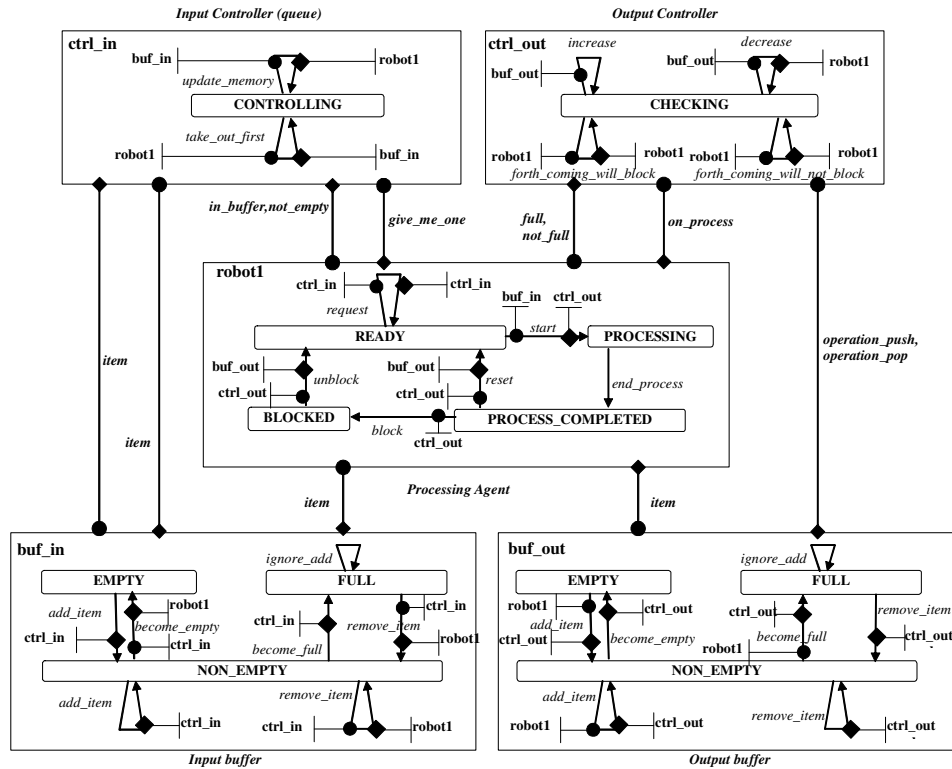 Input Controller (queue)
Output Controller
ctrl_in
buf_in
robot1
update_memory
CONTROLLING
take_out_first
robot1
buf_in
ctrl_out
increase
decrease
buf_out
buf_out
robot1
CHECKING
robot1
robot1
robot1
robot1
forth_coming_will_block
forth_coming_will_not_block
in_buffer,not_empty
give_me_one
full,
not_full
on_process
robot1
ctrl_in
ctrl_in
request
buf_in
ctrl_out
start
READY
PROCESSING
buf_out
unblock
ctrl_out
buf_out
reset
ctrl_out
end_process
BLOCKED
block
ctrl_out
PROCESS_COMPLETED
item
item
operation_push,
operation_pop
item
Processing Agent
item
buf_in
ignore_add
EMPTY
FULL
add_item
robot1
become_empty
ctrl_in
ctrl_in
ctrl_in
become_full
ctrl_in
remove_item
robot1
NON_EMPTY
add_item
ctrl_in
remove_item
ctrl_in
robot1
Input buffer
buf_out
ignore_add
EMPTY
FULL
robot1
ctrl_out
add_item
ctrl_out
become_empty
ctrl_out
become_full
robot1
remove_item
ctrl_out
NON_EMPTY
add_item
robot1
ctrl_out
remove_item
ctrl_out
Output buffer